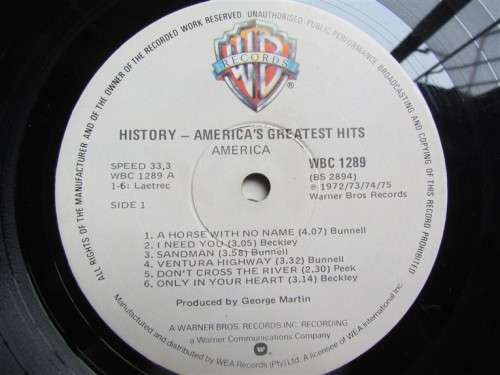 ALL RIGHTS OF THE MANUFACTURER AND OF THE OWNER OF THE RECORDED WORK RESERVED. UNAUTHORISED PUBLIC PERFORMANCE BROADCASTING AND COPYING OF THIS RECORD PROHIBITED
WB
RECORDS
®
HISTORY – AMERICA'S GREATEST HITS
AMERICA
SPEED 33,3
WBC 1289 A
1-6: Laetrec
SIDE 1
WBC 1289
(BS 2894)
℗ 1972/73/74/75
Warner Bros Records
1. A HORSE WITH NO NAME (4.07) Bunnell
2. I NEED YOU (3.05) Beckley
3. SANDMAN (3.58) Bunnell
4. VENTURA HIGHWAY (3.32) Bunnell
5. DON'T CROSS THE RIVER (2.30) Peek
6. ONLY IN YOUR HEART (3.14) Beckley
Produced by George Martin
A WARNER BROS. RECORDS INC. RECORDING
a Warner Communications Company
Manufactured and distributed by WEA Records (Pty) Ltd. A licensee of WEA International Inc.